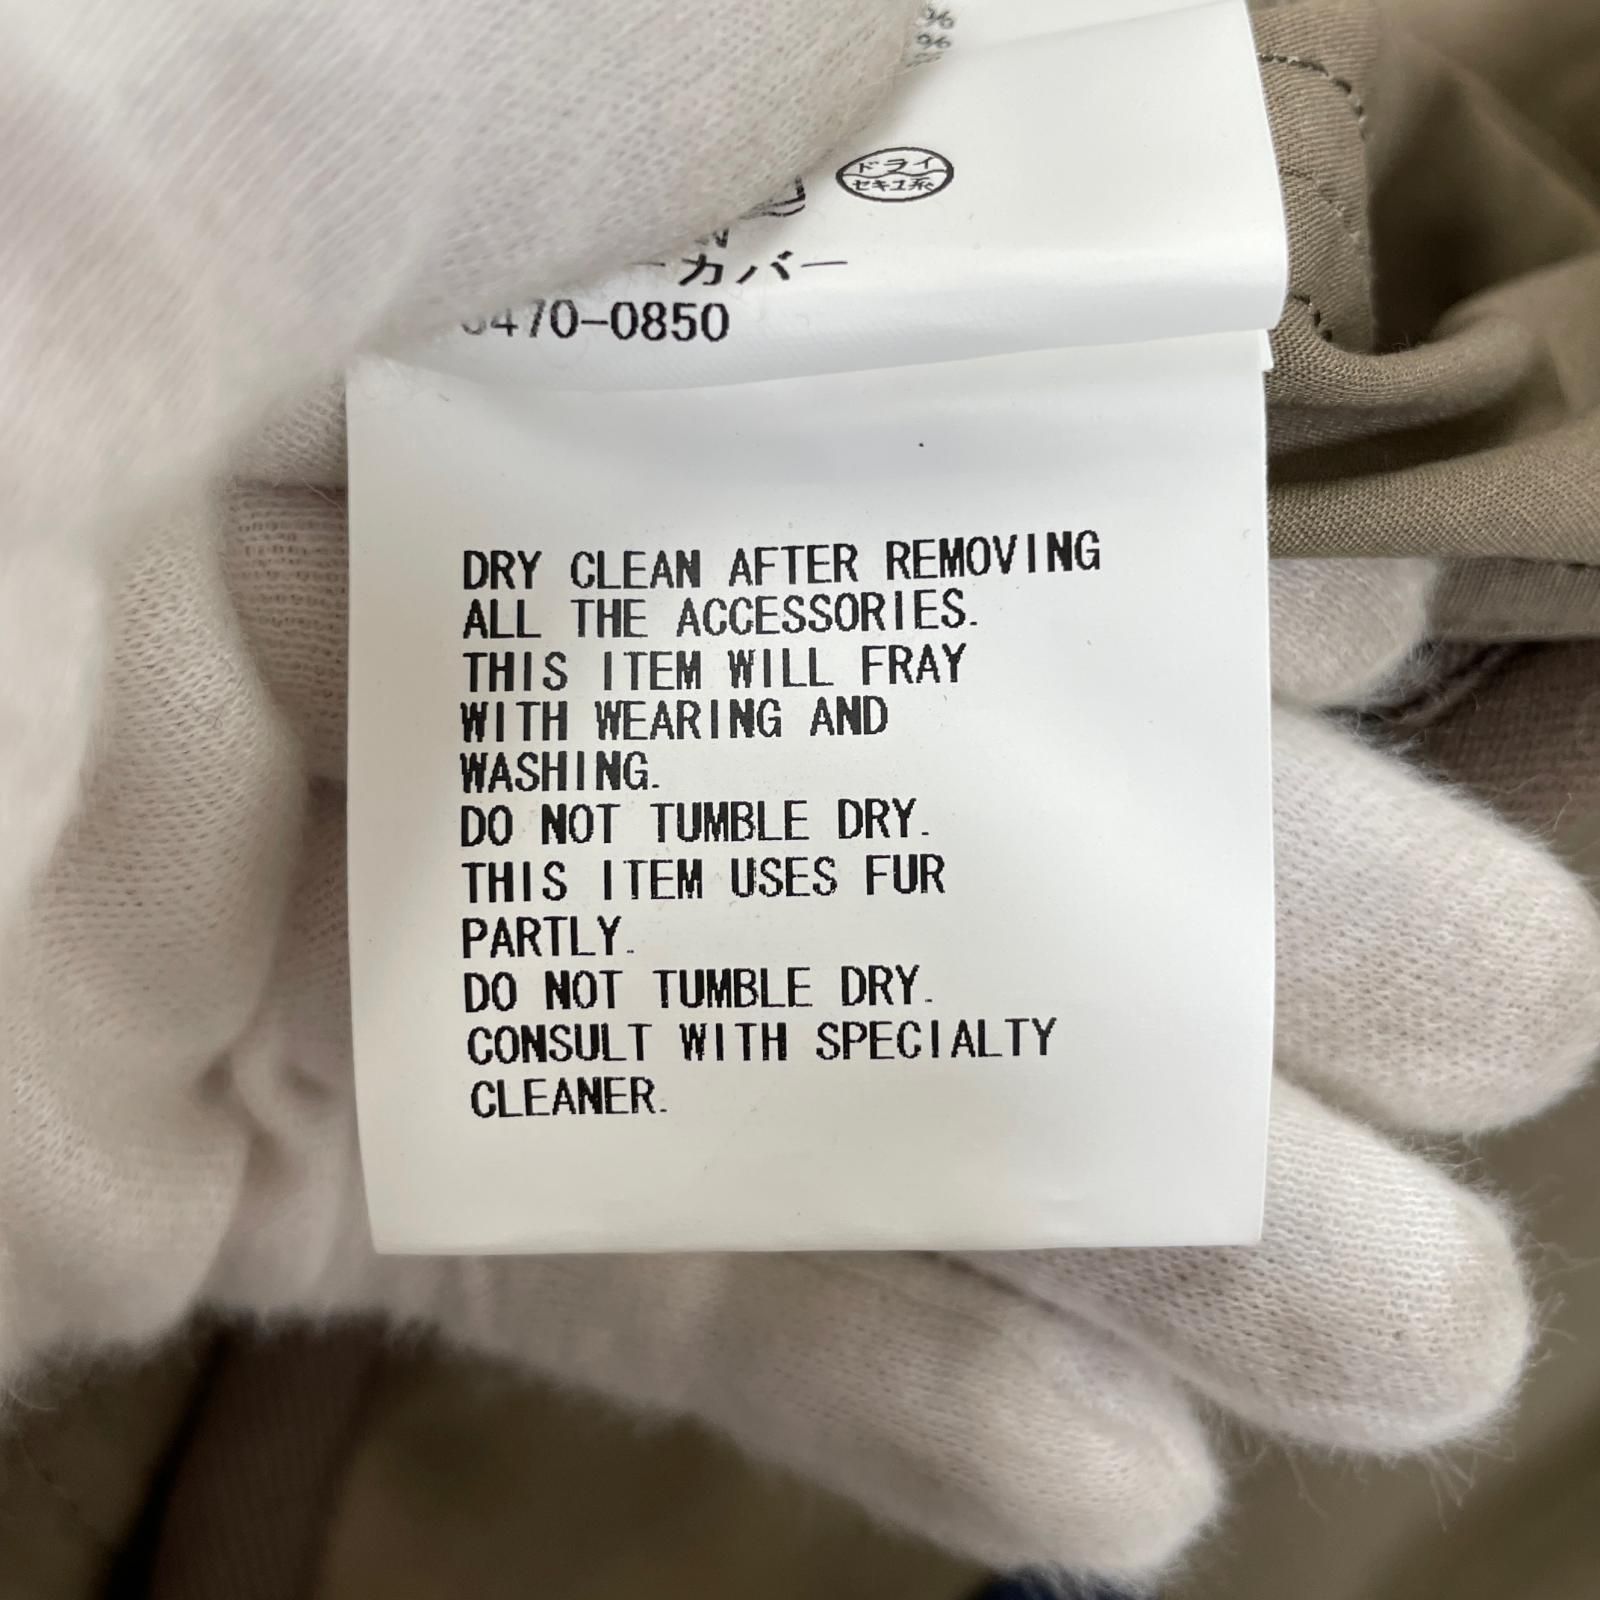 ドライ
セキユ系
カバー
470-0850
DRY CLEAN AFTER REMOVING
ALL THE ACCESSORIES.
THIS ITEM WILL FRAY
WITH WEARING AND
WASHING.
DO NOT TUMBLE DRY.
THIS ITEM USES FUR
PARTLY.
DO NOT TUMBLE DRY.
CONSULT WITH SPECIALTY
CLEANER.